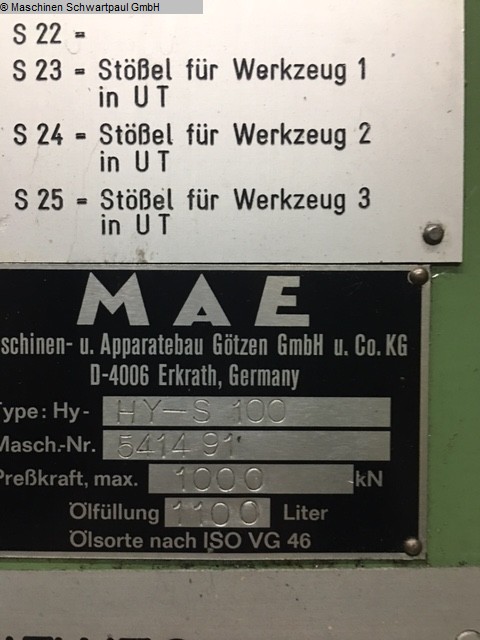 © Maschinen Schwartpaul GmbH
S 22 =
S 23 = Stößel für Werkzeug 1
in UT
S 24 = Stößel für Werkzeug 2
in UT
S 25 = Stößel für Werkzeug 3
in UT
MAE
schinen- u. Apparatebau Götzen GmbH u. Co. KG
D-4006 Erkrath, Germany
Type: Hy- HY-S 100
Masch.-Nr. 5414 91
Preßkraft, max. 1000 kN
Ölfüllung 1100 Liter
Ölsorte nach ISO VG 46